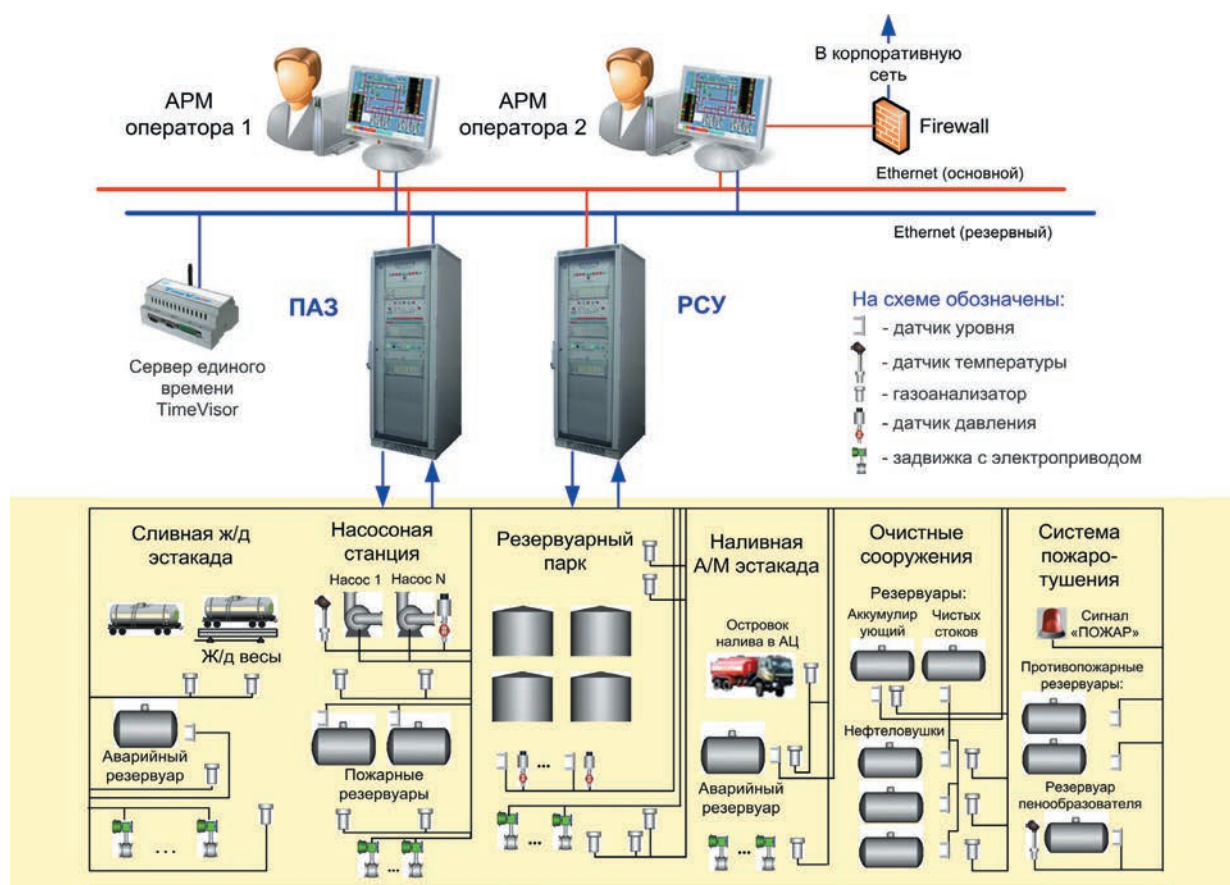 В корпоративную
сеть
АРМ
оператора 1
АРМ
оператора 2
Firewall
Ethernet (основной)
Ethernet (резервный)
TimeVisor
Сервер единого
времени
TimeVisor
ПАЗ
РСУ
На схеме обозначены:
- датчик уровня
- датчик температуры
- газоанализатор
- датчик давления
- задвижка с электроприводом
Сливная ж/д
эстакада
Ж/д весы
Аварийный
резервуар
...
Насосоная
станция
Насос 1
Насос N
Пожарные
резервуары
...
Резервуарный
парк
...
...
Наливная
А/М эстакада
Островок
налива в АЦ
Аварийный
резервуар
...
Очистные
сооружения
Резервуары:
Аккумулир
ующий
Чистых
стоков
Нефтеловушки
Система
пожаро-
тушения
Сигнал
«ПОЖАР»
Противопожарные
резервуары:
Резервуар
пенообразователя